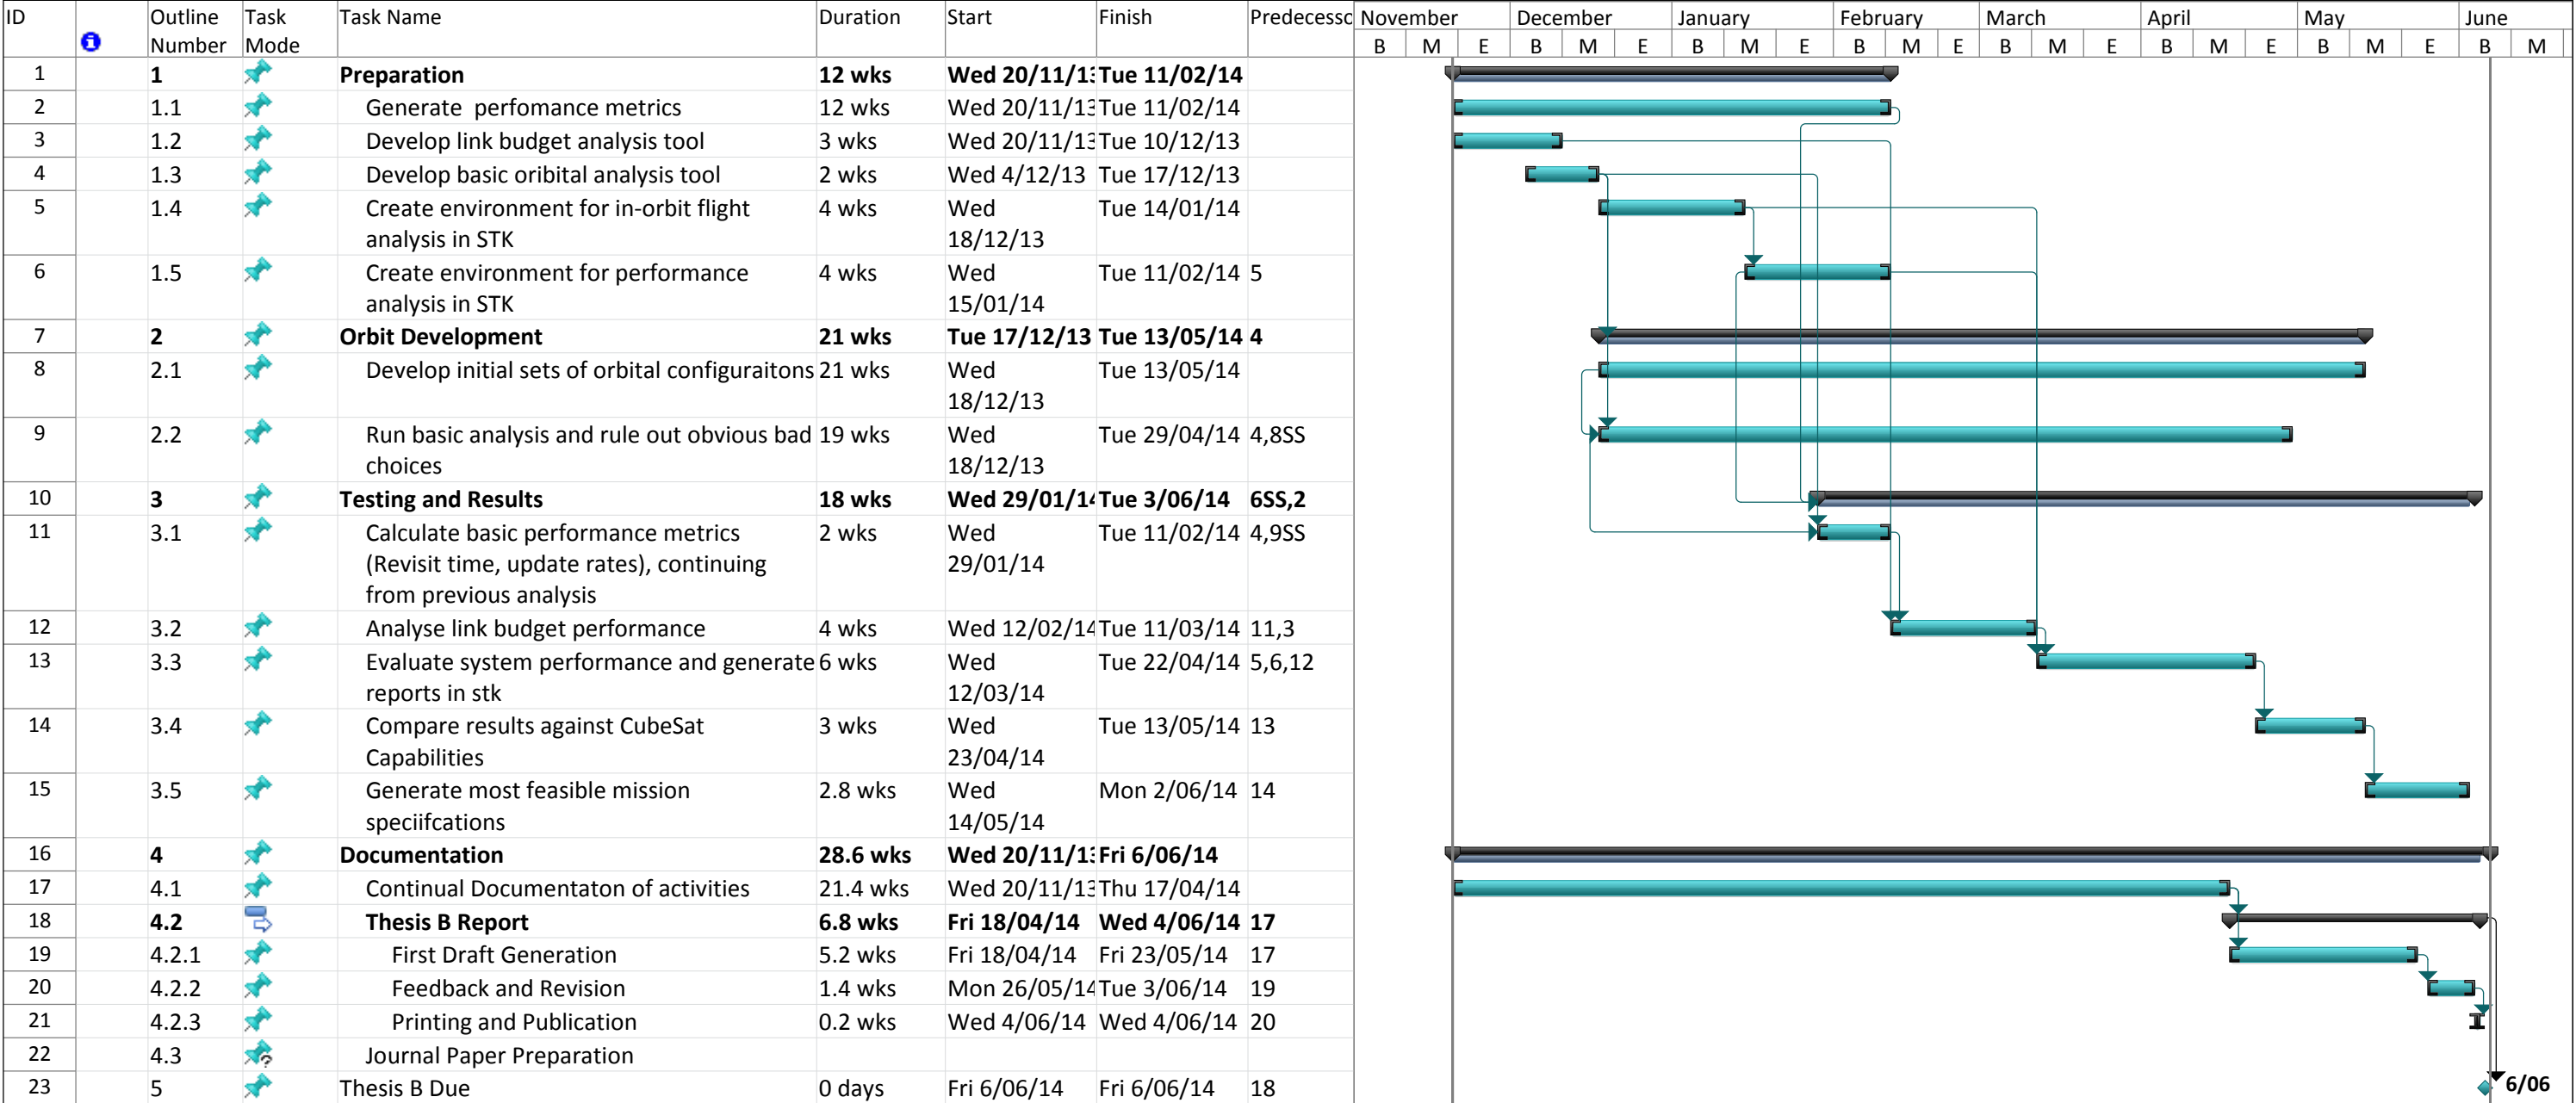 ID Outline Number Task Mode Task Name Duration Start Finish Predecesso November December January February March April May June
B M E B M E B M E B M E B M E B M E B M E B M
1 1 Preparation 12 wks Wed 20/11/13 Tue 11/02/14
2 1.1 Generate perfomance metrics 12 wks Wed 20/11/13 Tue 11/02/14
3 1.2 Develop link budget analysis tool 3 wks Wed 20/11/13 Tue 10/12/13
4 1.3 Develop basic oribital analysis tool 2 wks Wed 4/12/13 Tue 17/12/13
5 1.4 Create environment for in-orbit flight 4 wks Wed Tue 14/01/14
analysis in STK 18/12/13
6 1.5 Create environment for performance 4 wks Wed Tue 11/02/14 5
analysis in STK 15/01/14
7 2 Orbit Development 21 wks Tue 17/12/13 Tue 13/05/14 4
8 2.1 Develop initial sets of orbital configuraitons 21 wks Wed Tue 13/05/14
18/12/13
9 2.2 Run basic analysis and rule out obvious bad 19 wks Wed Tue 29/04/14 4,8SS
choices 18/12/13
10 3 Testing and Results 18 wks Wed 29/01/14 Tue 3/06/14 6SS,2
11 3.1 Calculate basic performance metrics 2 wks Wed Tue 11/02/14 4,9SS
(Revisit time, update rates), continuing 29/01/14
from previous analysis
12 3.2 Analyse link budget performance 4 wks Wed 12/02/14 Tue 11/03/14 11,3
13 3.3 Evaluate system performance and generate 6 wks Wed Tue 22/04/14 5,6,12
reports in stk 12/03/14
14 3.4 Compare results against CubeSat 3 wks Wed Tue 13/05/14 13
Capabilities 23/04/14
15 3.5 Generate most feasible mission 2.8 wks Wed Mon 2/06/14 14
speciifcations 14/05/14
16 4 Documentation 28.6 wks Wed 20/11/13 Fri 6/06/14
17 4.1 Continual Documentaton of activities 21.4 wks Wed 20/11/13 Thu 17/04/14
18 4.2 Thesis B Report 6.8 wks Fri 18/04/14 Wed 4/06/14 17
19 4.2.1 First Draft Generation 5.2 wks Fri 18/04/14 Fri 23/05/14 17
20 4.2.2 Feedback and Revision 1.4 wks Mon 26/05/14 Tue 3/06/14 19
21 4.2.3 Printing and Publication 0.2 wks Wed 4/06/14 Wed 4/06/14 20
22 4.3 Journal Paper Preparation
23 5 Thesis B Due 0 days Fri 6/06/14 Fri 6/06/14 18 6/06